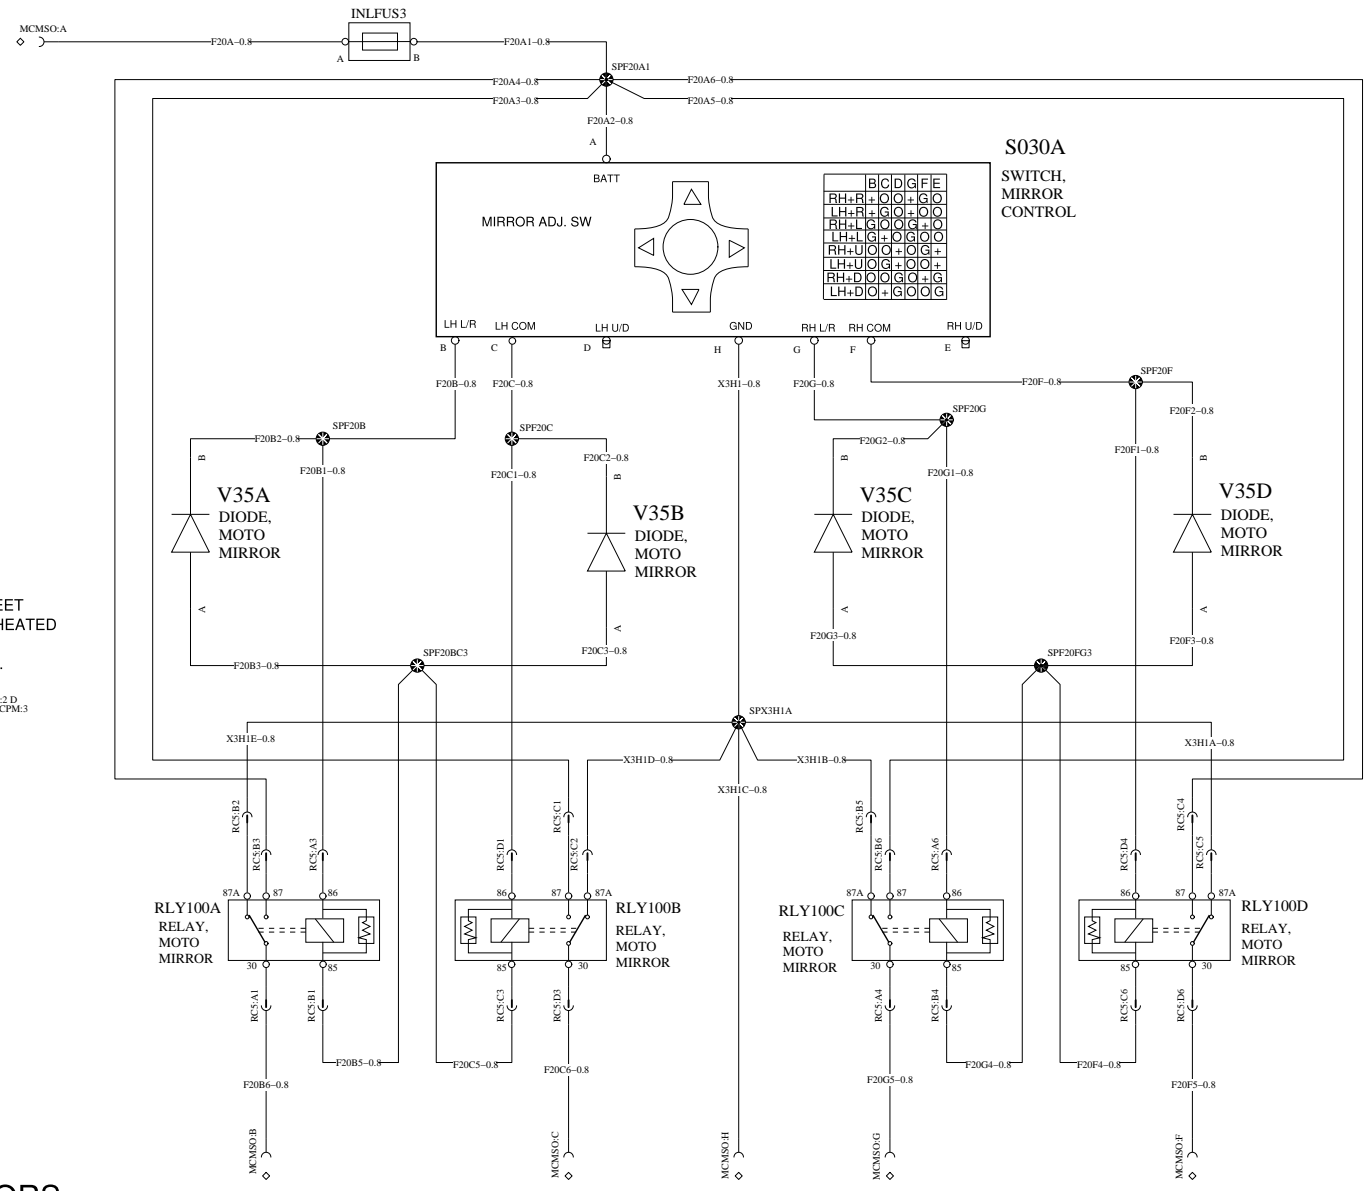 MCMSO:A
INLFUS3
F20A–0.8
A
B
F20A1–0.8
SPF20A1
F20A4–0.8
F20A6–0.8
F20A3–0.8
F20A5–0.8
F20A2–0.8
A
S030A
SWITCH,
MIRROR
CONTROL
BATT
MIRROR ADJ. SW
B C D G F E
RH+R + O O + G O
LH+R + G O + O O
RH+L G O O G + O
LH+L G + O G O O
RH+U O O + O G +
LH+U O G + O O +
RH+D O O G O + G
LH+D O + G O O G
LH L/R
LH COM
LH U/D
GND
RH L/R
RH COM
RH U/D
B
C
D
H
G
F
E
F20B–0.8
F20C–0.8
X3H1–0.8
F20G–0.8
F20F–0.8
SPF20F
SPF20B
SPF20C
SPF20G
F20F2–0.8
F20B2–0.8
F20B1–0.8
F20C2–0.8
F20C1–0.8
F20G2–0.8
F20G1–0.8
F20F1–0.8
B
B
B
B
V35A
DIODE,
MOTO
MIRROR
V35B
DIODE,
MOTO
MIRROR
V35C
DIODE,
MOTO
MIRROR
V35D
DIODE,
MOTO
MIRROR
EET
HEATED
.
:2 D
CPM:3
A
A
A
A
F20B3–0.8
SPF20BC3
F20C3–0.8
F20G3–0.8
SPF20FG3
F20F3–0.8
SPX3H1A
X3H1E–0.8
X3H1D–0.8
X3H1B–0.8
X3H1A–0.8
X3H1C–0.8
RC5:B2
RC5:B3
RC5:A3
RC5:D1
RC5:C1
RC5:C2
RC5:B5
RC5:B6
RC5:A6
RC5:D4
RC5:C4
RC5:C5
87A
87
86
86
87
87A
87A
87
86
86
87
87A
RLY100A
RELAY,
MOTO
MIRROR
RLY100B
RELAY,
MOTO
MIRROR
RLY100C
RELAY,
MOTO
MIRROR
RLY100D
RELAY,
MOTO
MIRROR
30
85
85
30
30
85
85
30
RC5:A1
RC5:B1
RC5:C3
RC5:D3
RC5:A4
RC5:B4
RC5:C6
RC5:D6
F20B5–0.8
F20C5–0.8
F20G4–0.8
F20F4–0.8
F20B6–0.8
F20C6–0.8
F20G5–0.8
F20F5–0.8
MCMSO:B
MCMSO:C
MCMSO:H
MCMSO:G
MCMSO:F